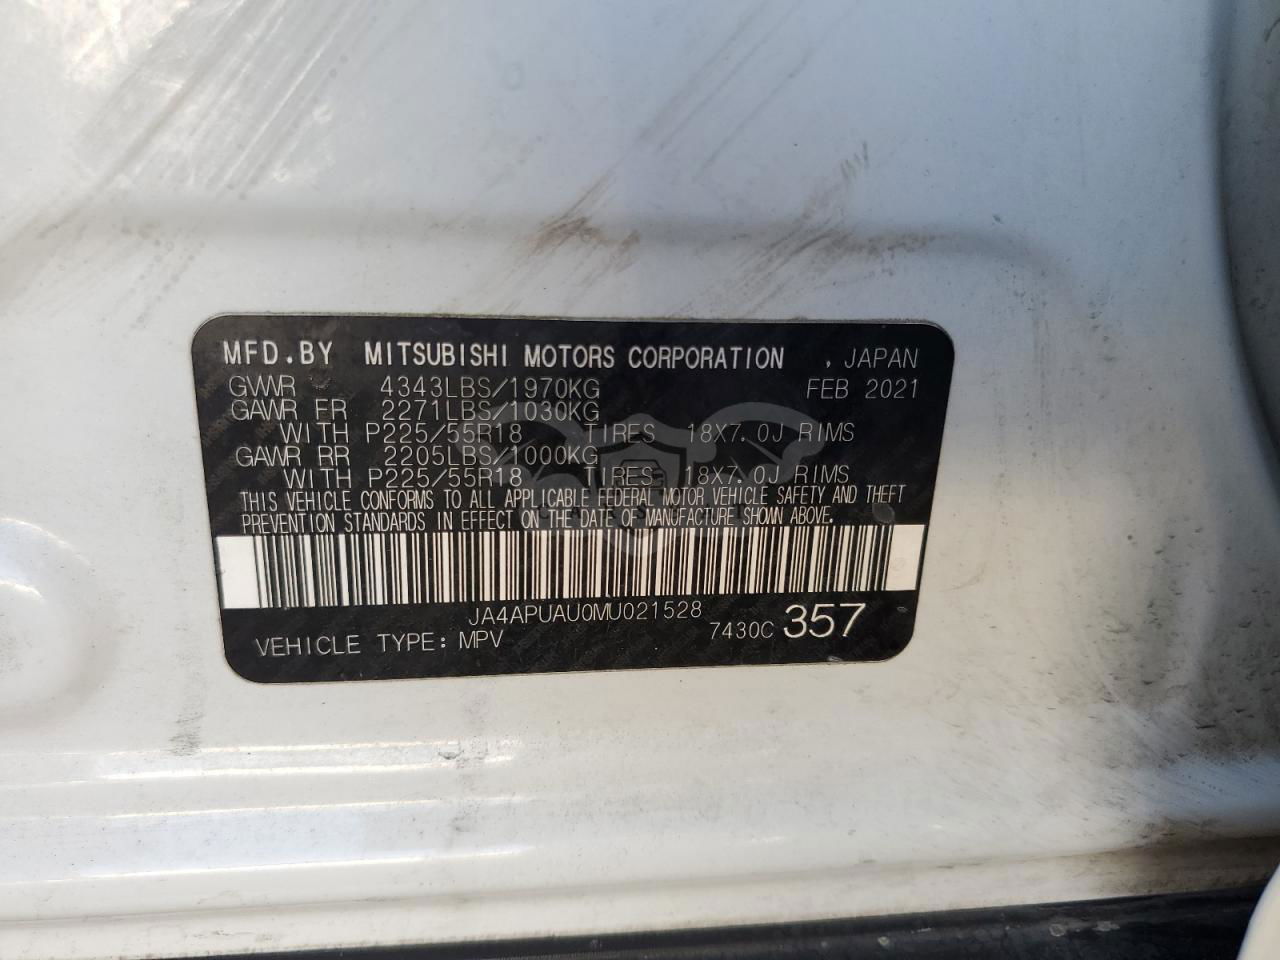 MFD.BY MITSUBISHI MOTORS CORPORATION , JAPAN
GVWR 4343LBS/1970KG FEB 2021
GAWR FR 2271LBS/1030KG
WITH P225/55R18 TIRES 18X7.0J RIMS
GAWR RR 2205LBS/1000KG
WITH P225/55R18 TIRES 18X7.0J RIMS
THIS VEHICLE CONFORMS TO ALL APPLICABLE FEDERAL MOTOR VEHICLE SAFETY AND THEFT
PREVENTION STANDARDS IN EFFECT ON THE DATE OF MANUFACTURE SHOWN ABOVE.
JA4APUAU0MU021528
VEHICLE TYPE: MPV 7430C 357